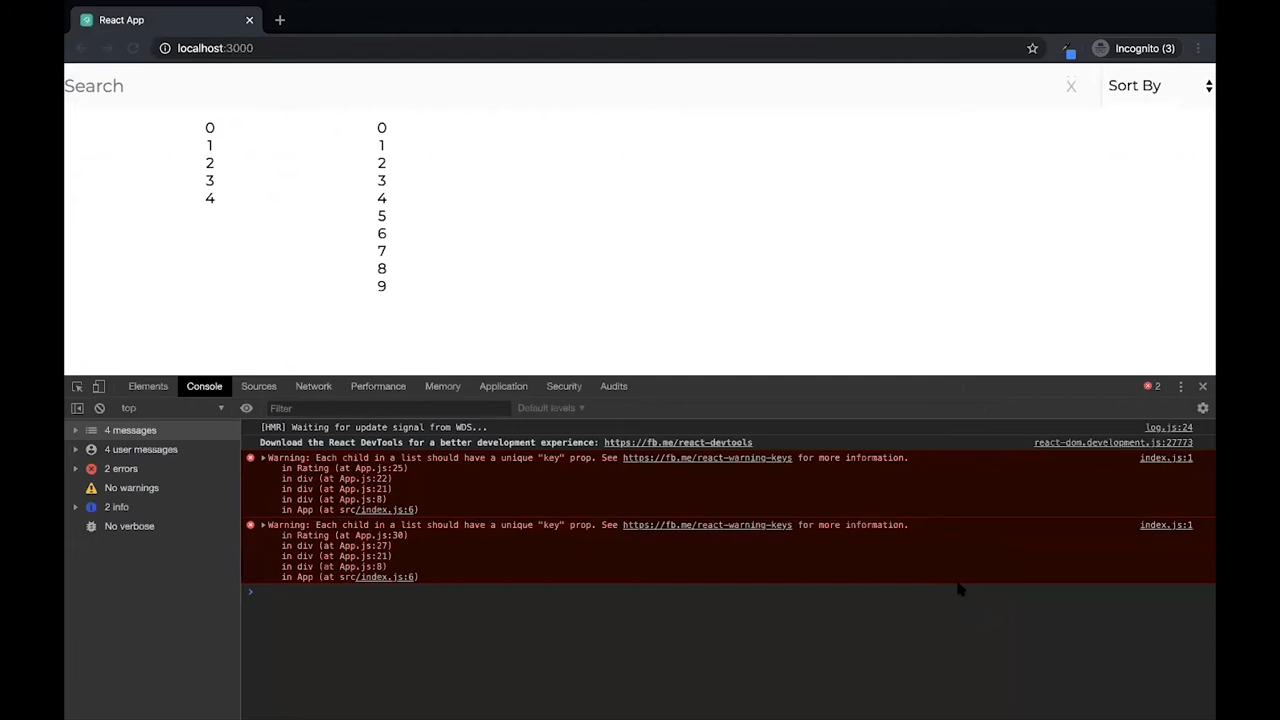 React App
localhost:3000
Incognito (3)
Search
X
Sort By
0
1
2
3
4
0
1
2
3
4
5
6
7
8
9
Elements Console Sources Network Performance Memory Application Security Audits 2
top Filter Default levels
4 messages
4 user messages
2 errors
No warnings
2 info
No verbose
[HMR] Waiting for update signal from WDS... log.js:24
Download the React DevTools for a better development experience: https://fb.me/react-devtools react-dom.development.js:27773
Warning: Each child in a list should have a unique "key" prop. See https://fb.me/react-warning-keys for more information. index.js:1
in Rating (at App.js:25)
in div (at App.js:22)
in div (at App.js:21)
in div (at App.js:8)
in App (at src/index.js:6)
Warning: Each child in a list should have a unique "key" prop. See https://fb.me/react-warning-keys for more information. index.js:1
in Rating (at App.js:30)
in div (at App.js:27)
in div (at App.js:21)
in div (at App.js:8)
in App (at src/index.js:6)